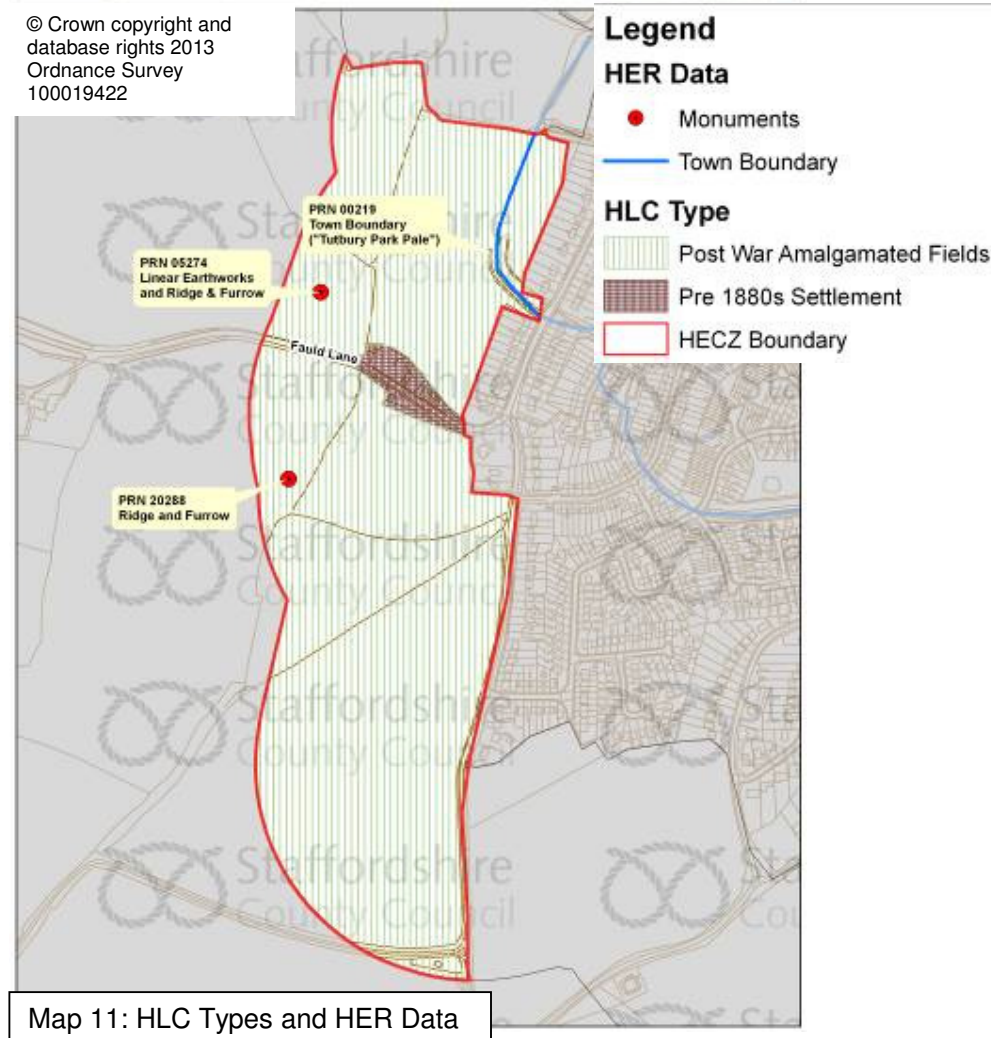 © Crown copyright and
database rights 2013
Ordnance Survey
100019422
Legend
HER Data
Monuments
Town Boundary
HLC Type
Post War Amalgamated Fields
Pre 1880s Settlement
HECZ Boundary
PRN 00219
Town Boundary
("Tutbury Park Pale")
PRN 05274
Linear Earthworks
and Ridge & Furrow
Fauld Lane
PRN 20288
Ridge and Furrow
Staffordshire
County Council
Map 11: HLC Types and HER Data